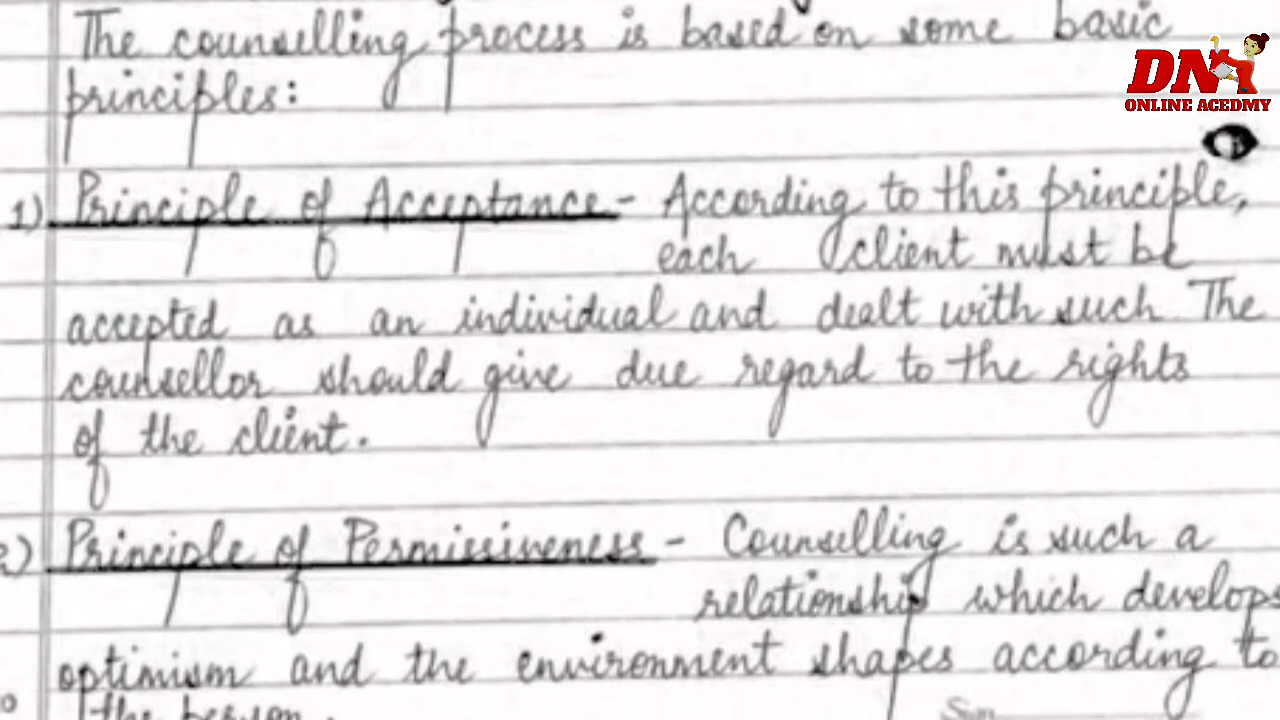 The counselling process is based on some basic
principles:
DN
ONLINE ACEDMY
1) Principle of Acceptance - According to this principle,
each client must be
accepted as an individual and dealt with such The
counsellor should give due regard to the rights
of the client.
2) Principle of Permissiveness - Counselling is such a
relationship which develops
optimism and the environment shapes according to
the person.